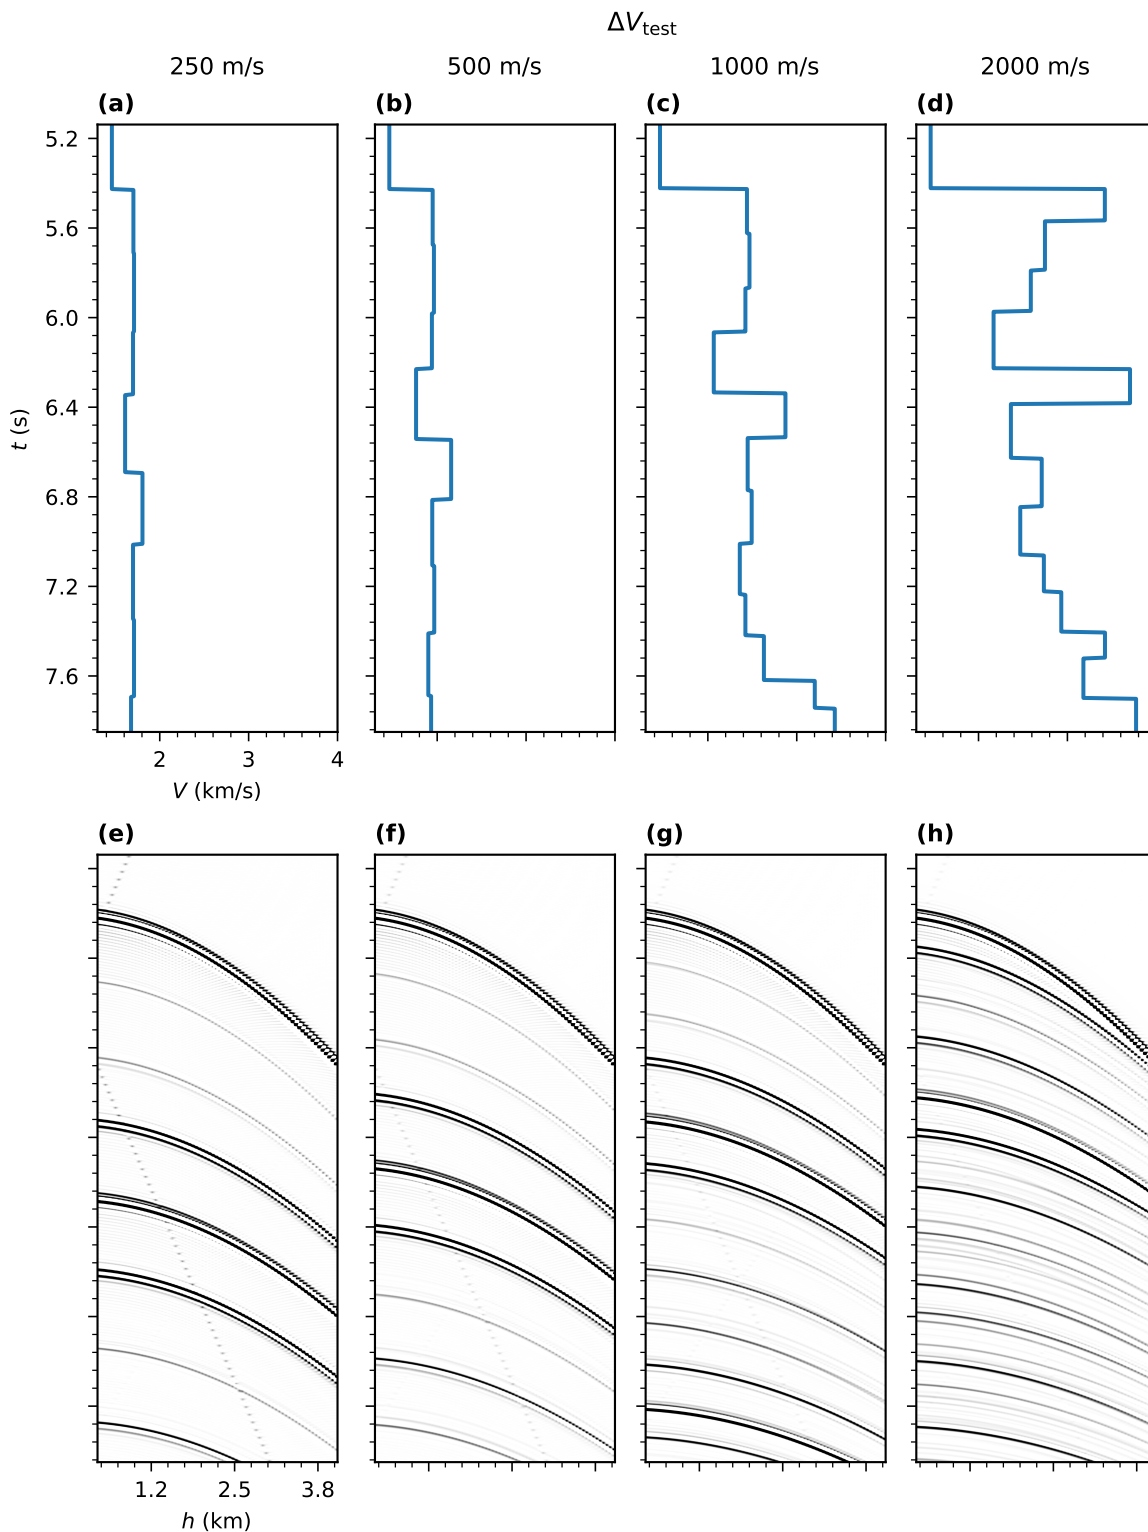 ΔV_test
250 m/s 500 m/s 1000 m/s 2000 m/s
(a) (b) (c) (d)
5.2
5.6
6.0
6.4
6.8
7.2
7.6
t (s)
2 3 4
V (km/s)
(e) (f) (g) (h)
1.2 2.5 3.8
h (km)